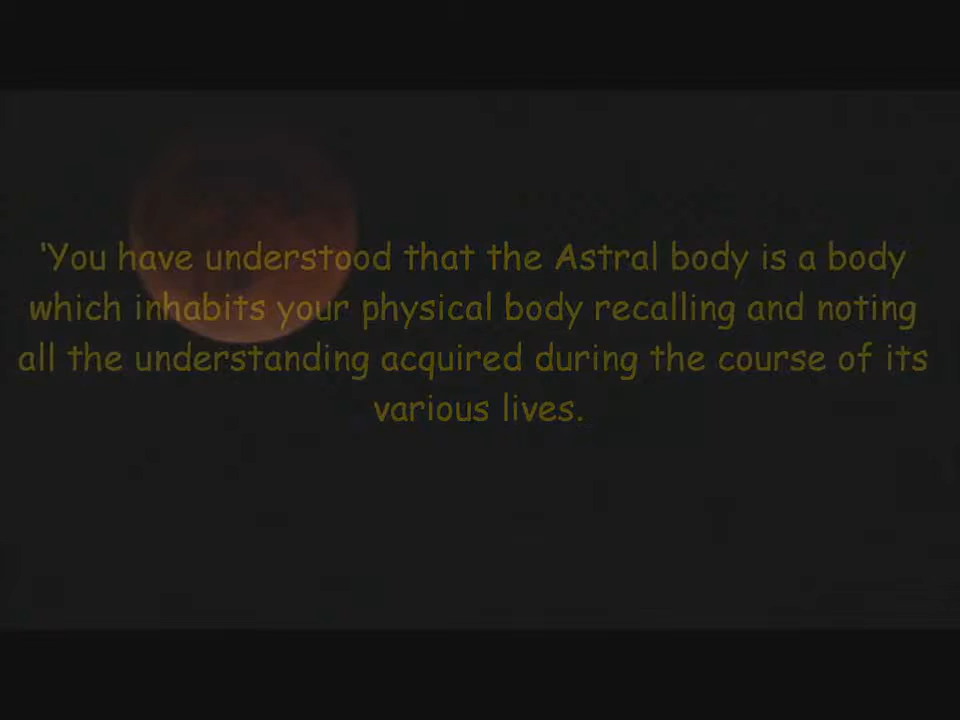 ‘You have understood that the Astral body is a body
which inhabits your physical body recalling and noting
all the understanding acquired during the course of its
various lives.